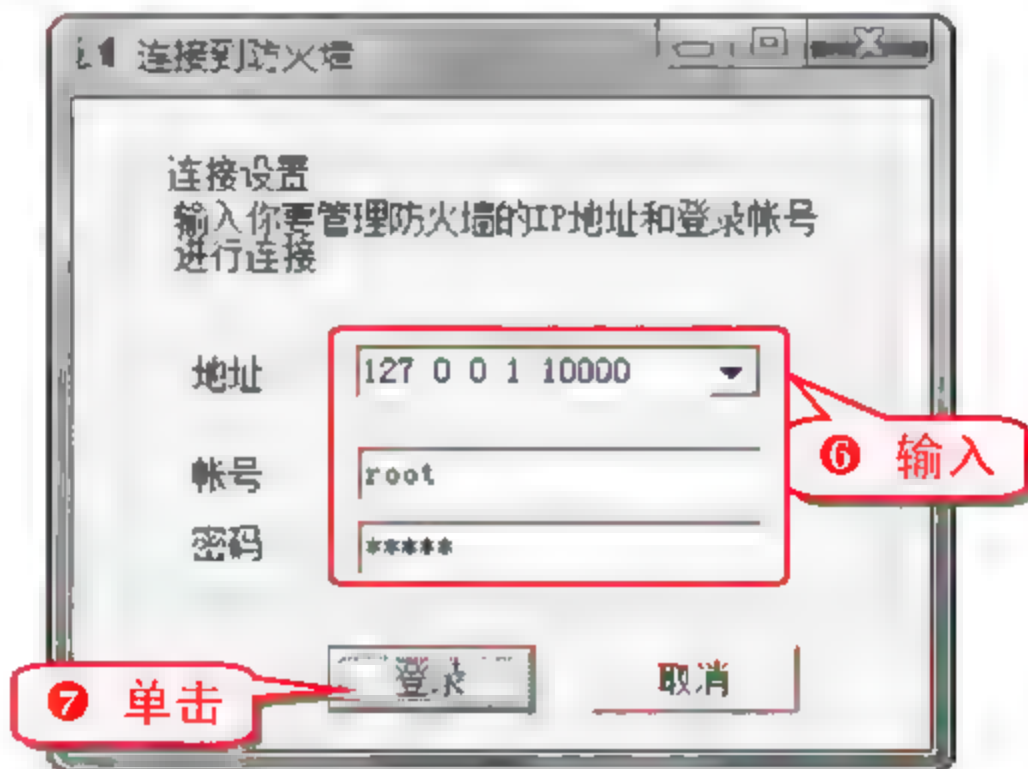 连接到防火墙
连接设置
输入你要管理防火墙的IP地址和登录帐号
进行连接
地址 127 0 0 1 10000
❻ 输入
帐号 root
密码 *****
登录 取消
❼ 单击